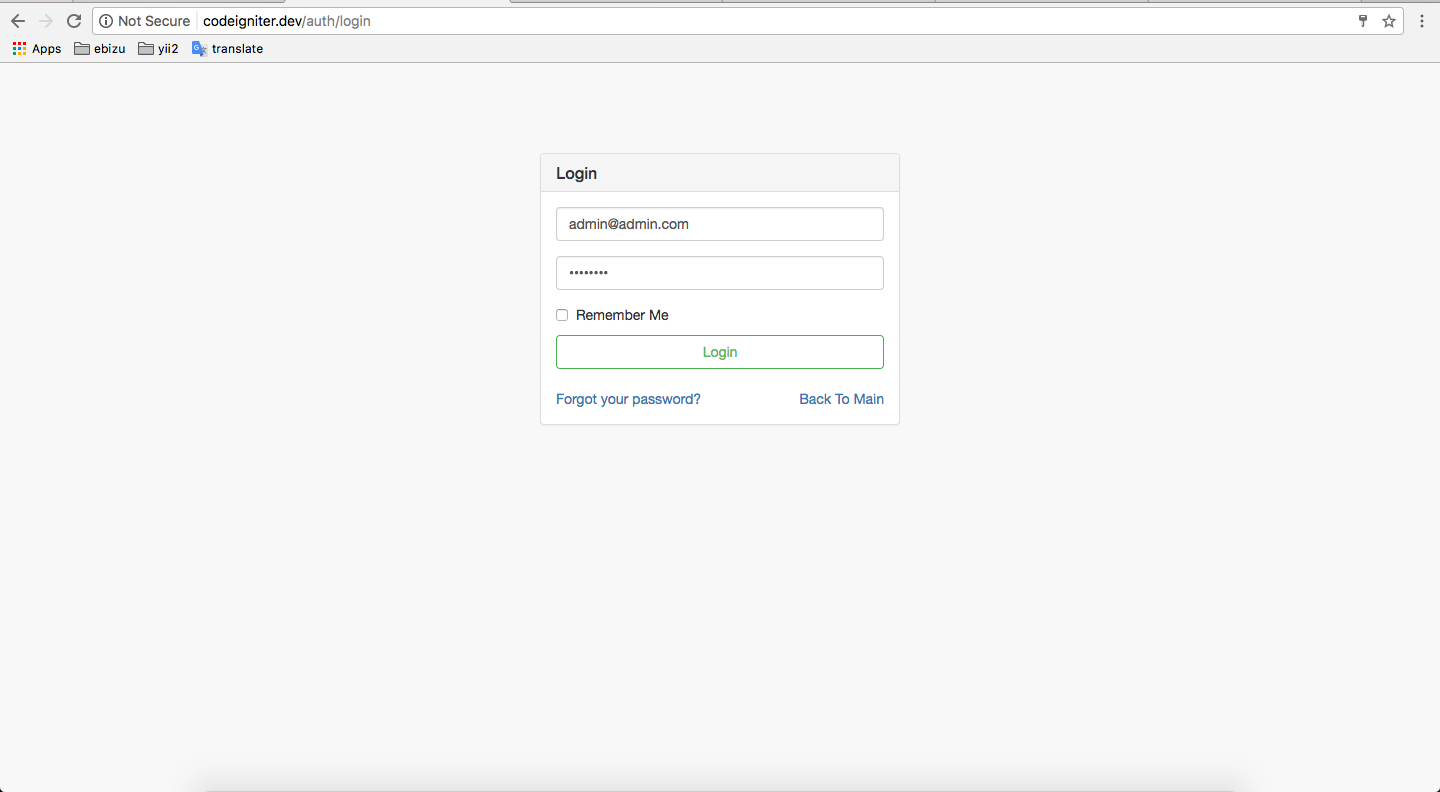 Not Secure codeigniter.dev/auth/login
Apps ebizu yii2 translate
Login
admin@admin.com
••••••••
Remember Me
Login
Forgot your password? Back To Main